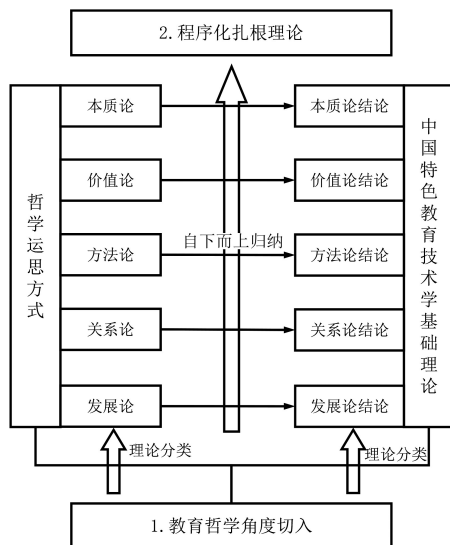 2.程序化扎根理论
哲学运思方式
本质论
本质论结论
价值论
价值论结论
自下而上归纳
方法论
方法论结论
关系论
关系论结论
发展论
发展论结论
中国特色教育技术学基础理论
理论分类
理论分类
1.教育哲学角度切入